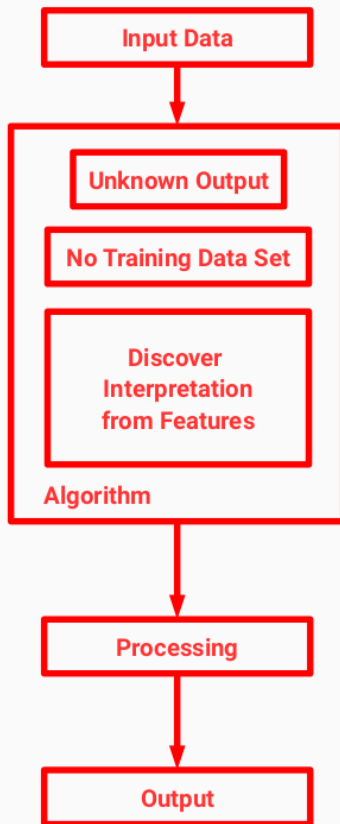 Input Data
Unknown Output
No Training Data Set
Discover
Interpretation
from Features
Algorithm
Processing
Output